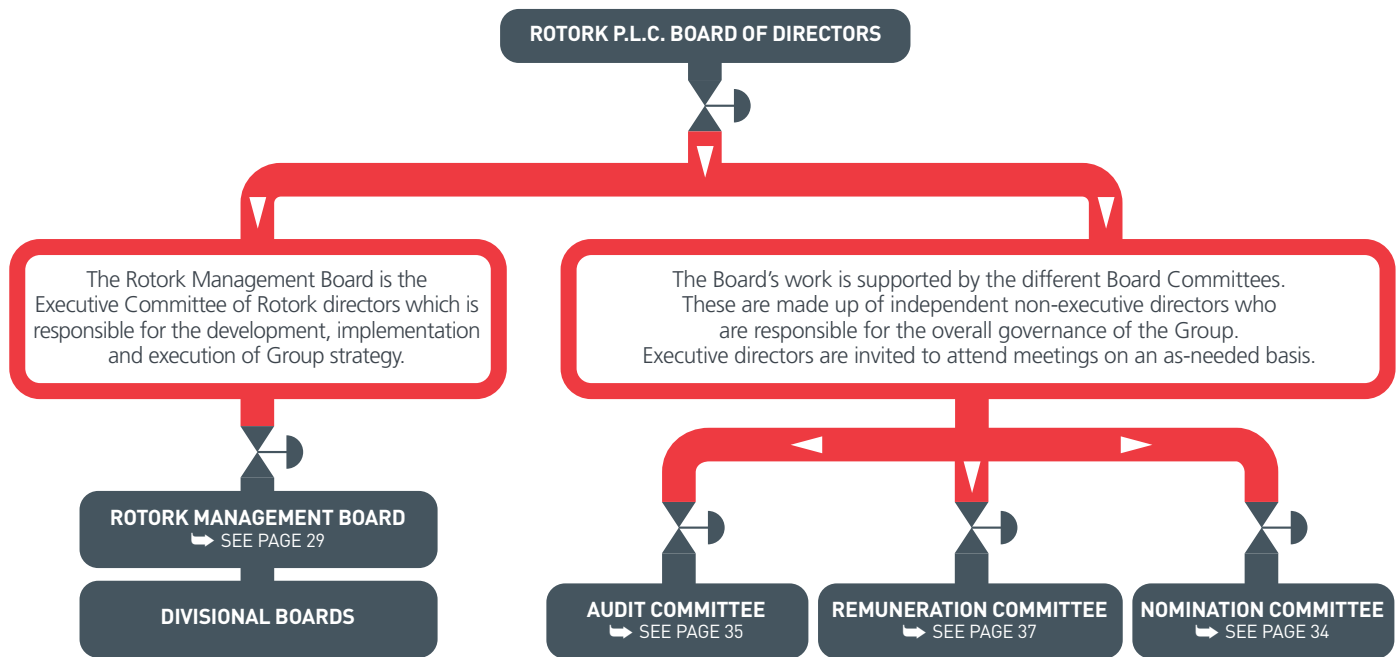 ROTORK P.L.C. BOARD OF DIRECTORS
The Rotork Management Board is the
Executive Committee of Rotork directors which is
responsible for the development, implementation
and execution of Group strategy.
The Board’s work is supported by the different Board Committees.
These are made up of independent non-executive directors who
are responsible for the overall governance of the Group.
Executive directors are invited to attend meetings on an as-needed basis.
ROTORK MANAGEMENT BOARD
SEE PAGE 29
DIVISIONAL BOARDS
AUDIT COMMITTEE
SEE PAGE 35
REMUNERATION COMMITTEE
SEE PAGE 37
NOMINATION COMMITTEE
SEE PAGE 34